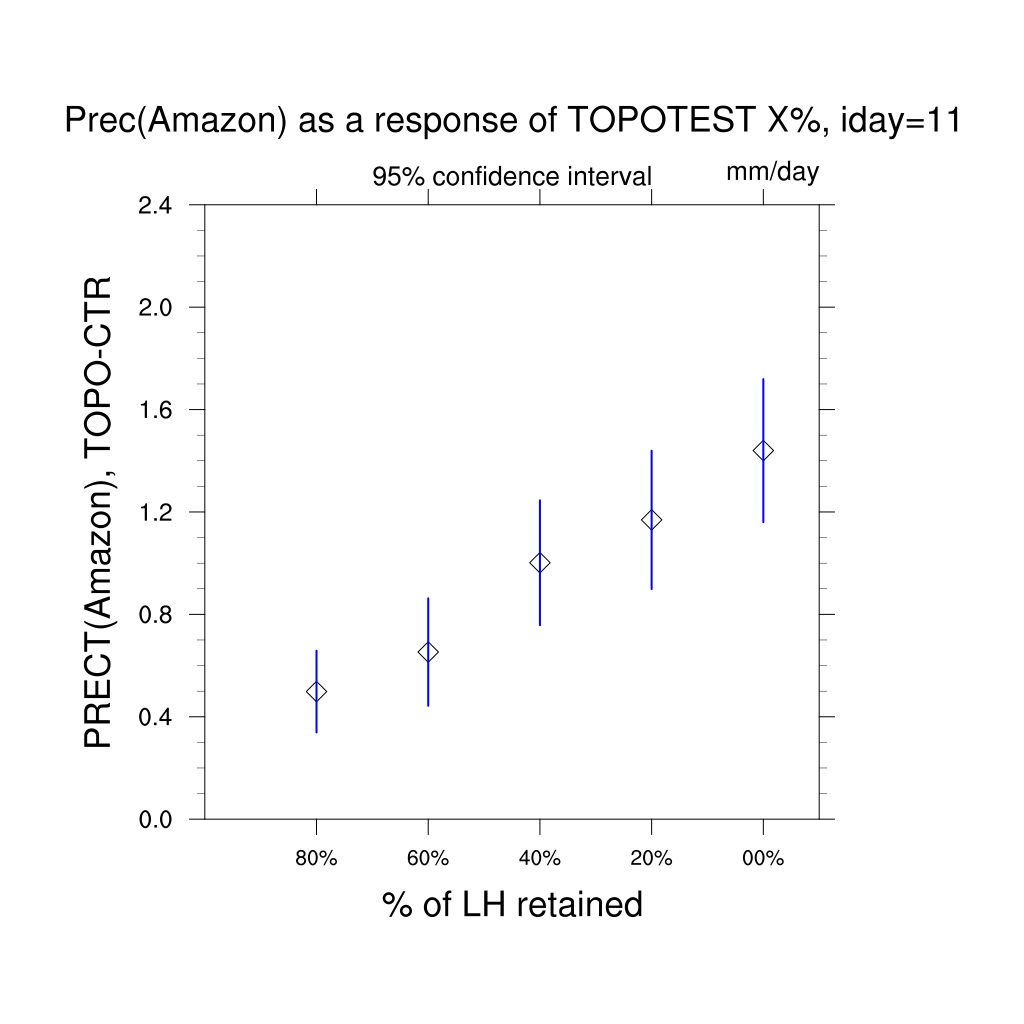 Prec(Amazon) as a response of TOPOTEST X%, iday=11
95% confidence interval
mm/day
PRECT(Amazon), TOPO-CTR
2.4
2.0
1.6
1.2
0.8
0.4
0.0
80% 60% 40% 20% 00%
% of LH retained